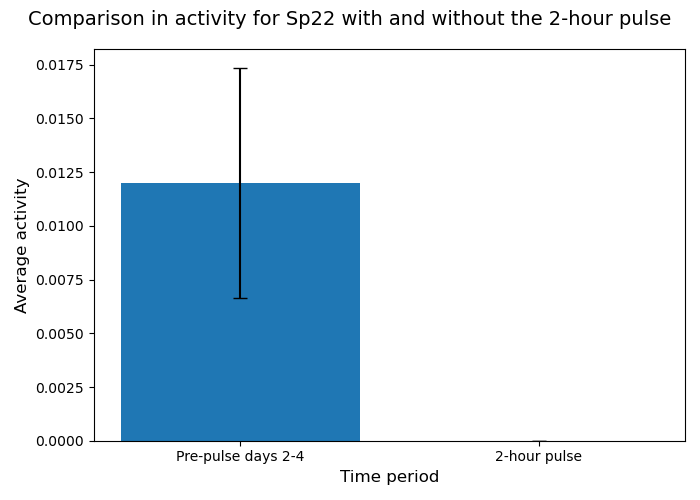 Comparison in activity for Sp22 with and without the 2-hour pulse
0.0175
0.0150
0.0125
0.0100
0.0075
0.0050
0.0025
0.0000
Average activity
Pre-pulse days 2-4
2-hour pulse
Time period